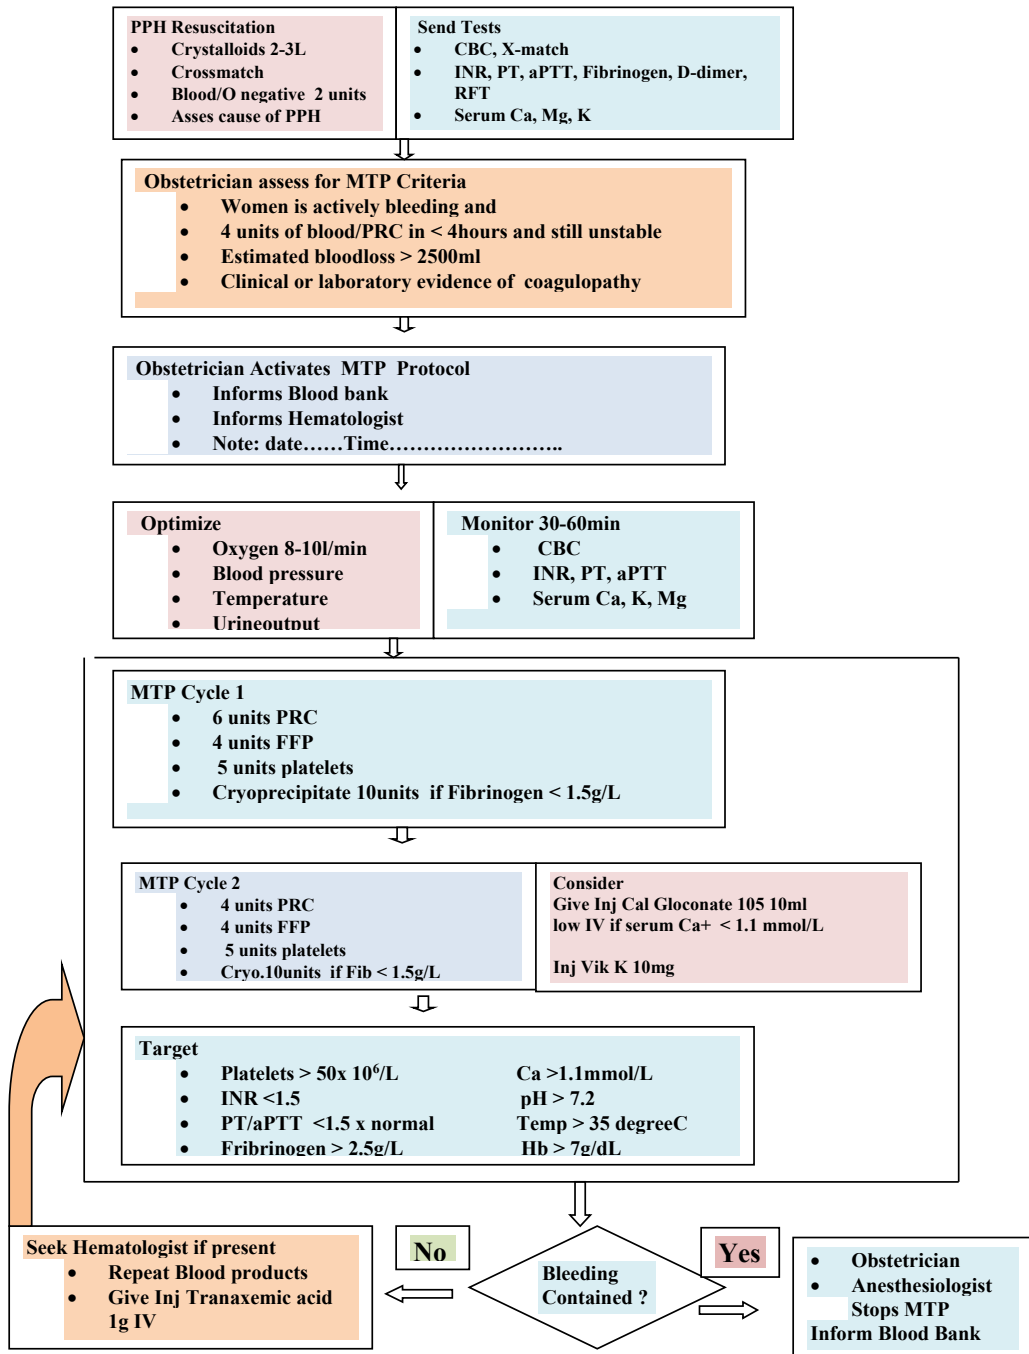 PPH Resuscitation
• Crystalloids 2-3L
• Crossmatch
• Blood/O negative 2 units
• Asses cause of PPH
Send Tests
• CBC, X-match
• INR, PT, aPTT, Fibrinogen, D-dimer,
RFT
• Serum Ca, Mg, K
Obstetrician assess for MTP Criteria
• Women is actively bleeding and
• 4 units of blood/PRC in < 4hours and still unstable
• Estimated bloodloss > 2500ml
• Clinical or laboratory evidence of coagulopathy
Obstetrician Activates MTP Protocol
• Informs Blood bank
• Informs Hematologist
• Note: date……Time……………………..
Optimize
• Oxygen 8-10l/min
• Blood pressure
• Temperature
• Urineoutput
Monitor 30-60min
• CBC
• INR, PT, aPTT
• Serum Ca, K, Mg
MTP Cycle 1
• 6 units PRC
• 4 units FFP
• 5 units platelets
• Cryoprecipitate 10units if Fibrinogen < 1.5g/L
MTP Cycle 2
• 4 units PRC
• 4 units FFP
• 5 units platelets
• Cryo.10units if Fib < 1.5g/L
Consider
Give Inj Cal Gloconate 105 10ml
low IV if serum Ca+ < 1.1 mmol/L
Inj Vik K 10mg
Target
• Platelets > 50x 10⁶/L Ca >1.1mmol/L
• INR <1.5 pH > 7.2
• PT/aPTT <1.5 x normal Temp > 35 degreeC
• Fribrinogen > 2.5g/L Hb > 7g/dL
Bleeding
Contained ?
No
Seek Hematologist if present
• Repeat Blood products
• Give Inj Tranaxemic acid
1g IV
Yes
• Obstetrician
• Anesthesiologist
Stops MTP
Inform Blood Bank